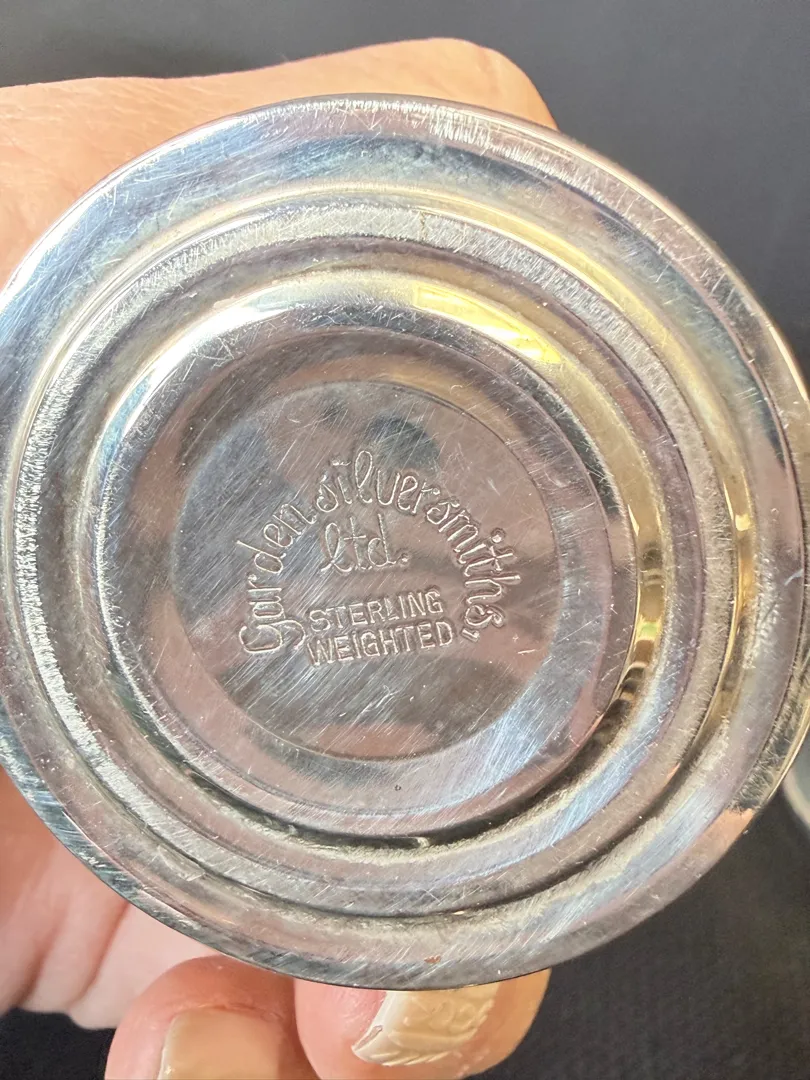 Garden silversmiths,
ltd.
STERLING
WEIGHTED